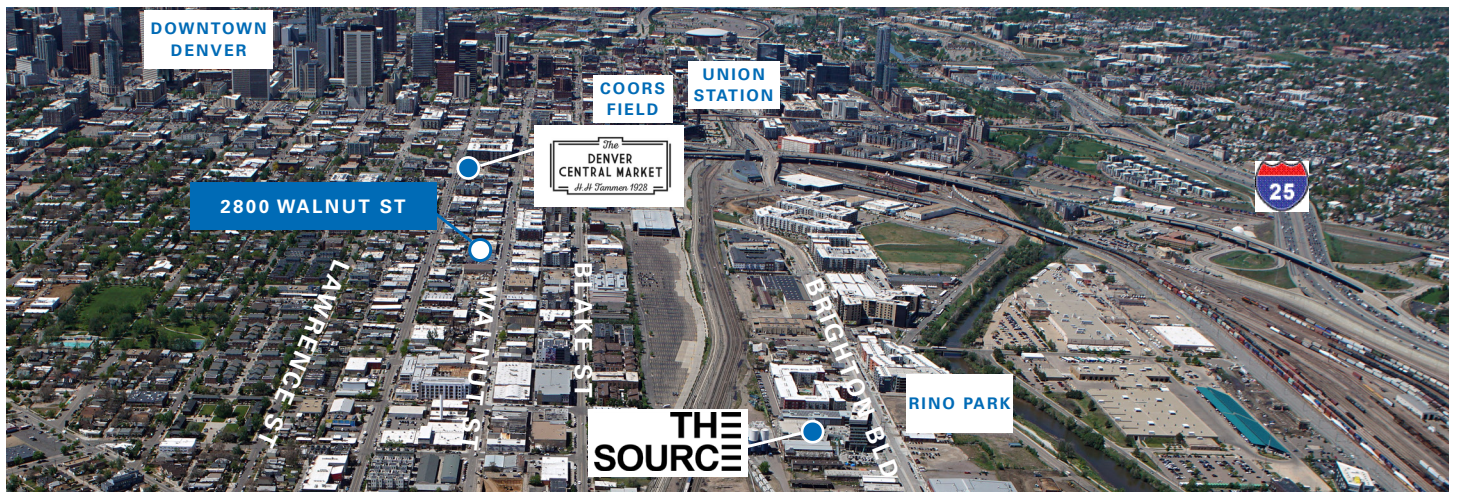 DOWNTOWN
DENVER
UNION
STATION
COORS
FIELD
The
DENVER
CENTRAL MARKET
H.H Tammen 1928
25
2800 WALNUT ST
LAWRENCE ST
WALNUT ST
BLAKE ST
BRIGHTON BLD
RINO PARK
THE
SOURCE